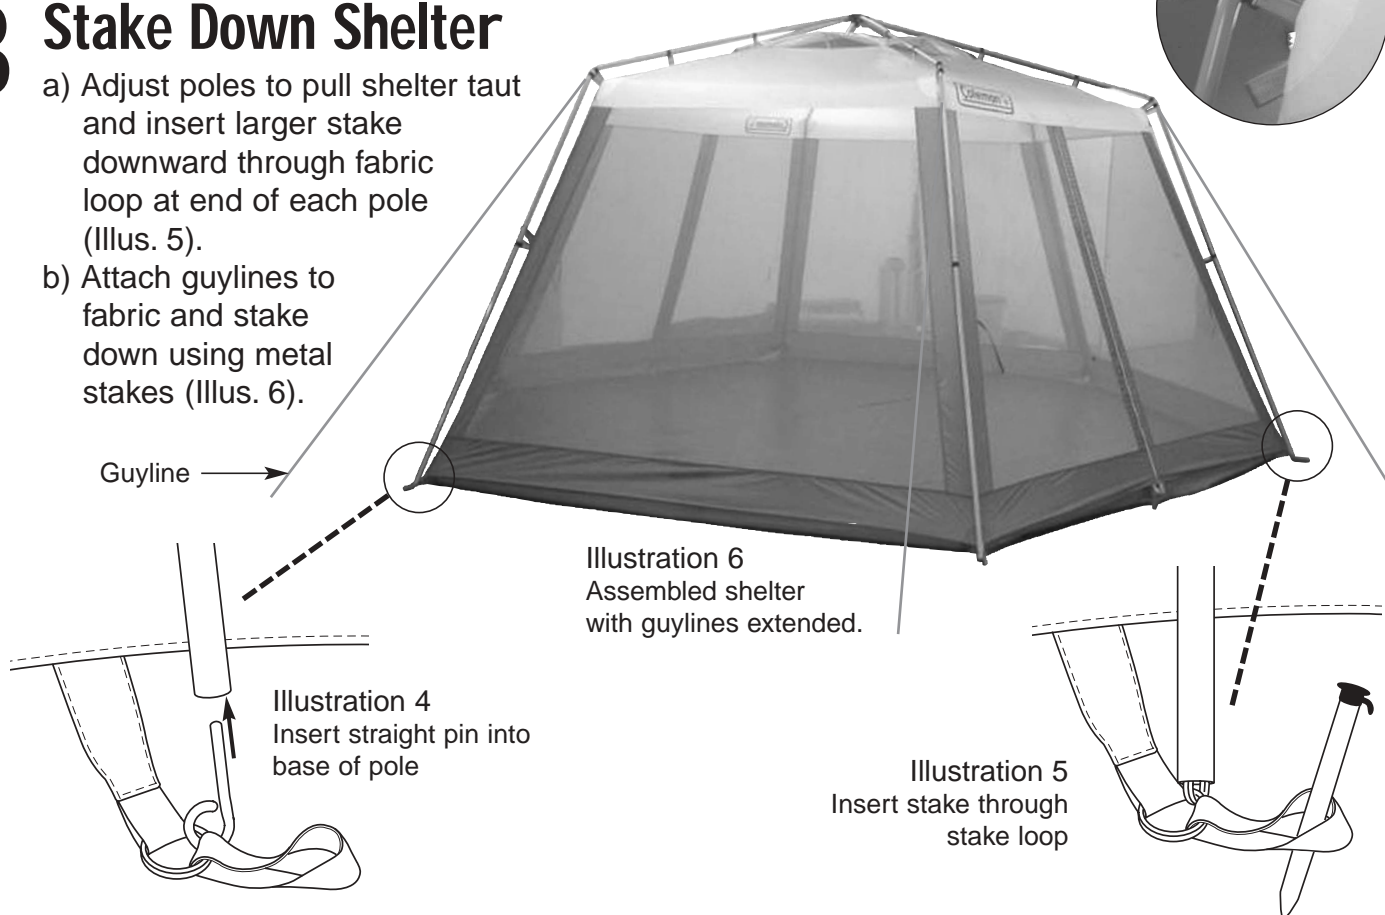 Stake Down Shelter
a) Adjust poles to pull shelter taut
and insert larger stake
downward through fabric
loop at end of each pole
(Illus. 5).
b) Attach guylines to
fabric and stake
down using metal
stakes (Illus. 6).
Guyline
Coleman
Illustration 6
Assembled shelter
with guylines extended.
Illustration 4
Insert straight pin into
base of pole
Illustration 5
Insert stake through
stake loop